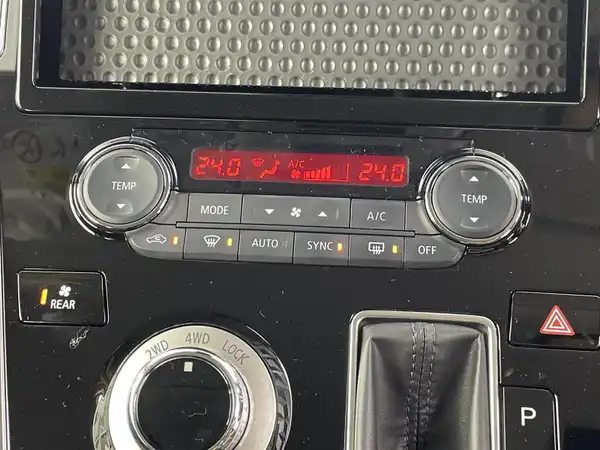 24.0 A/C 24.0
TEMP
TEMP
MODE A/C
AUTO SYNC OFF
REAR
2WD 4WD LOCK
P